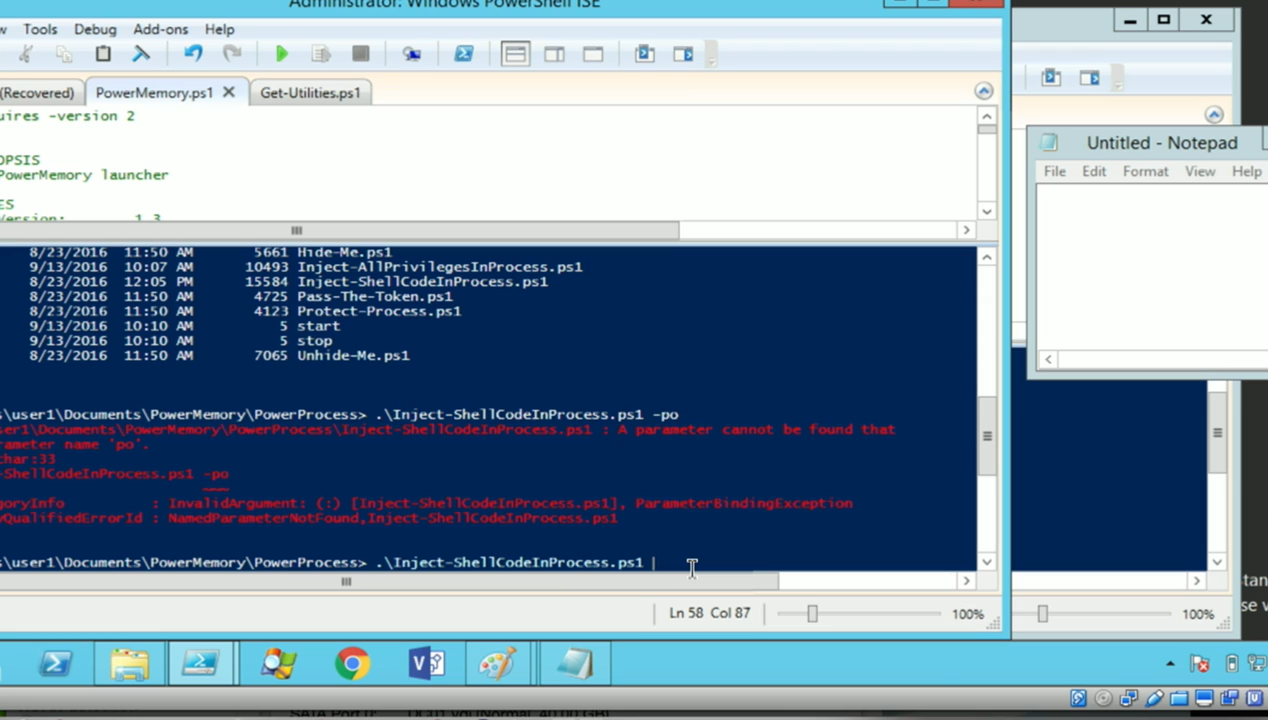 Administrator: Windows PowerShell ISE
Tools Debug Add-ons Help
(Recovered) PowerMemory.ps1 Get-Utilities.ps1
uires -version 2
OPSIS
PowerMemory launcher
ES
Version: 1.3
8/23/2016 11:50 AM 5661 Hide-Me.ps1
9/13/2016 10:07 AM 10493 Inject-AllPrivilegesInProcess.ps1
8/23/2016 12:05 PM 15584 Inject-ShellCodeInProcess.ps1
8/23/2016 11:50 AM 4725 Pass-The-Token.ps1
8/23/2016 11:50 AM 4123 Protect-Process.ps1
9/13/2016 10:10 AM 5 start
9/13/2016 10:10 AM 5 stop
8/23/2016 11:50 AM 7065 Unhide-Me.ps1
s\user1\Documents\PowerMemory\PowerProcess> .\Inject-ShellCodeInProcess.ps1 -po
ser1\Documents\PowerMemory\PowerProcess\Inject-ShellCodeInProcess.ps1 : A parameter cannot be found that
rameter name 'po'.
char:33
-ShellCodeInProcess.ps1 -po
~~~
goryInfo : InvalidArgument: (:) [Inject-ShellCodeInProcess.ps1], ParameterBindingException
yQualifiedErrorId : NamedParameterNotFound,Inject-ShellCodeInProcess.ps1
s\user1\Documents\PowerMemory\PowerProcess> .\Inject-ShellCodeInProcess.ps1
Ln 58 Col 87 100%
Untitled - Notepad
File Edit Format View Help
100%